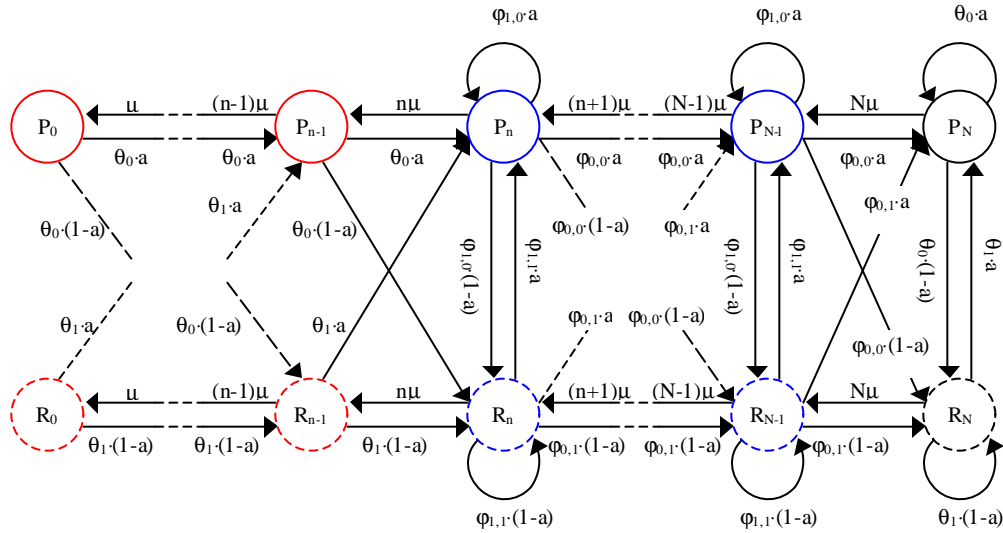 φ1,0·a φ1,0·a θ0·a
μ (n-1)μ nμ (n+1)μ (N-1)μ Nμ
P0 Pn-1 Pn PN-1 PN
θ0·a θ0·a θ0·a φ0,0·a φ0,0·a φ0,0·a
θ1·a φ0,1·a φ0,1·a
θ0·(1-a) θ0·(1-a) φ0,0·(1-a)
φ1,0·(1-a) φ1,1·a φ1,0·(1-a) φ1,1·a θ0·(1-a) θ1·a
θ1·a θ0·(1-a) θ1·a φ0,1·a φ0,0·(1-a)
φ0,0·(1-a)
μ (n-1)μ nμ (n+1)μ (N-1)μ Nμ
R0 Rn-1 Rn RN-1 RN
θ1·(1-a) θ1·(1-a) θ1·(1-a) φ0,1·(1-a) φ0,1·(1-a) φ0,1·(1-a)
φ1,1·(1-a) φ1,1·(1-a) θ1·(1-a)